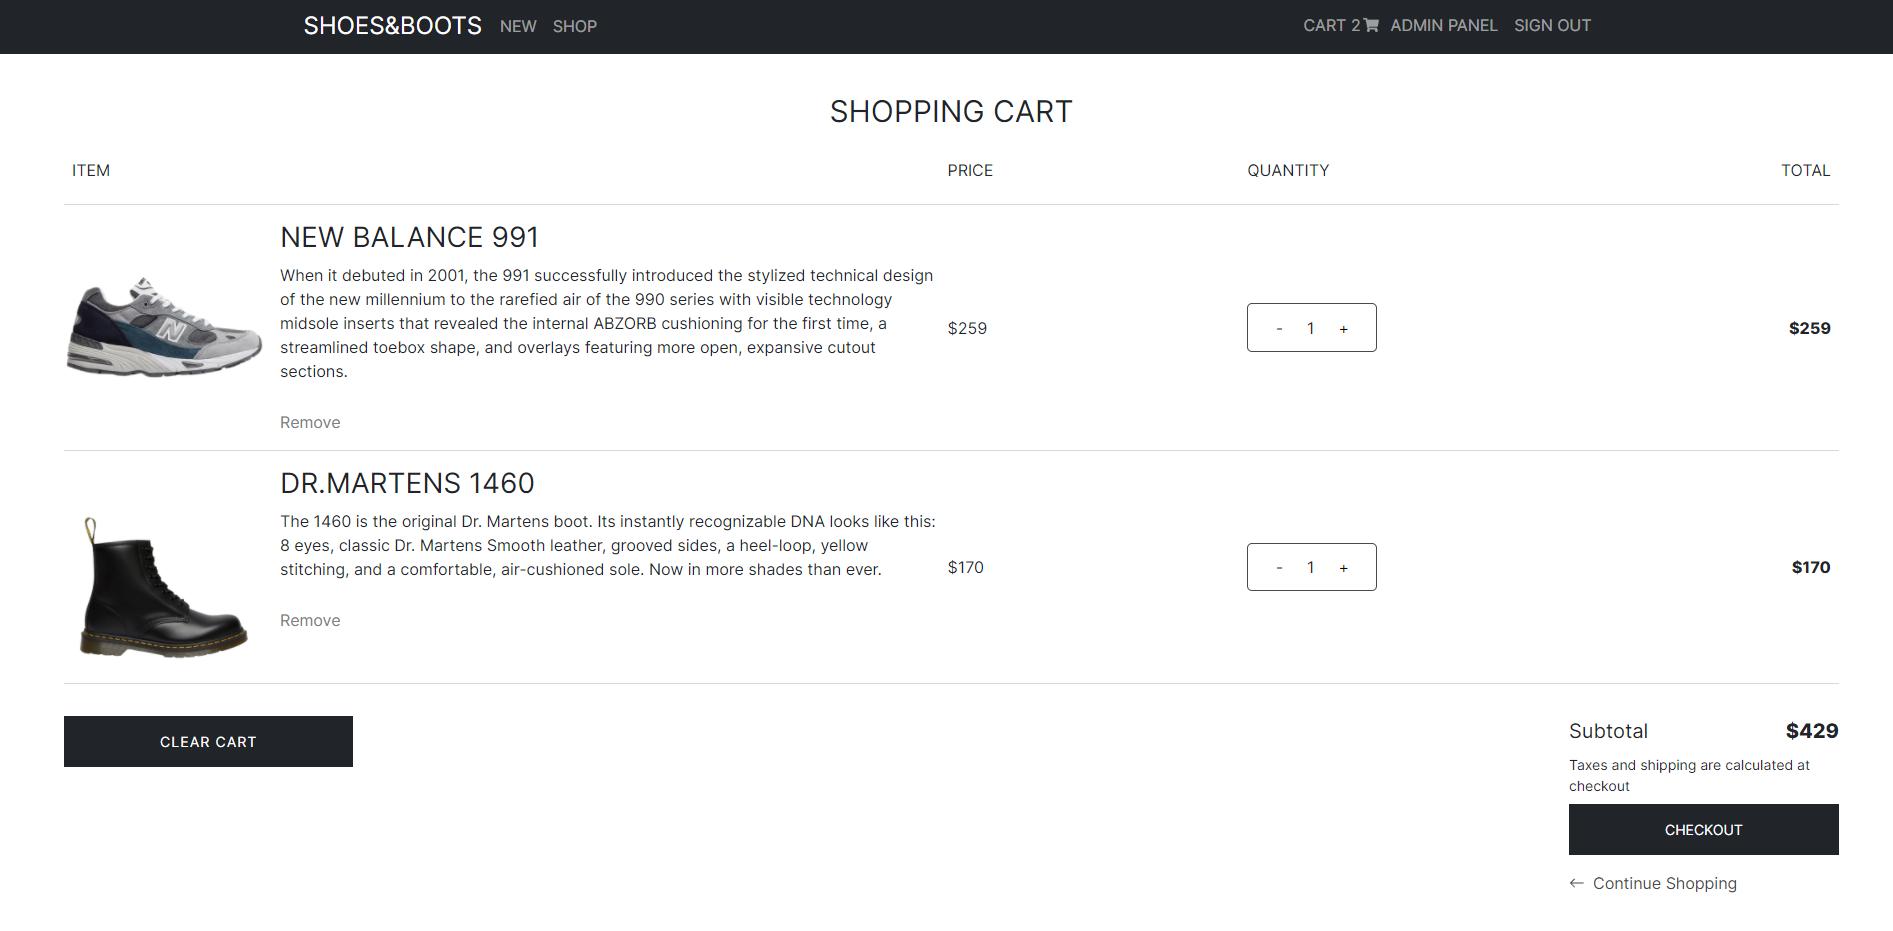 SHOES&BOOTS NEW SHOP CART 2 ADMIN PANEL SIGN OUT
SHOPPING CART
ITEM PRICE QUANTITY TOTAL
NEW BALANCE 991
When it debuted in 2001, the 991 successfully introduced the stylized technical design
of the new millennium to the rarefied air of the 990 series with visible technology
midsole inserts that revealed the internal ABZORB cushioning for the first time, a
streamlined toebox shape, and overlays featuring more open, expansive cutout
sections.
$259 - 1 + $259
Remove
DR.MARTENS 1460
The 1460 is the original Dr. Martens boot. Its instantly recognizable DNA looks like this:
8 eyes, classic Dr. Martens Smooth leather, grooved sides, a heel-loop, yellow
stitching, and a comfortable, air-cushioned sole. Now in more shades than ever.
$170 - 1 + $170
Remove
CLEAR CART
Subtotal $429
Taxes and shipping are calculated at
checkout
CHECKOUT
← Continue Shopping